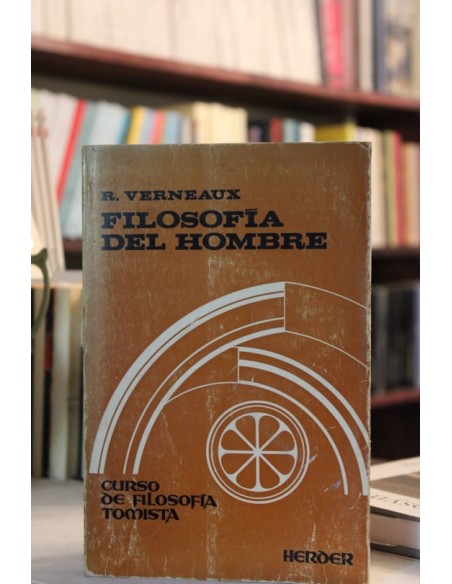 R. VERNEAUX
FILOSOFÍA
DEL HOMBRE
CURSO
DE FILOSOFÍA
TOMISTA
HERDER